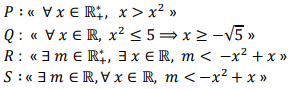 P : « ∀ x ∈ ℝ₊*, x > x² »
Q : « ∀ x ∈ ℝ, x² ≤ 5 ⟹ x ≥ −√5 »
R : « ∃ m ∈ ℝ₊*, ∃ x ∈ ℝ, m < −x² + x »
S : « ∃ m ∈ ℝ, ∀ x ∈ ℝ, m < −x² + x »